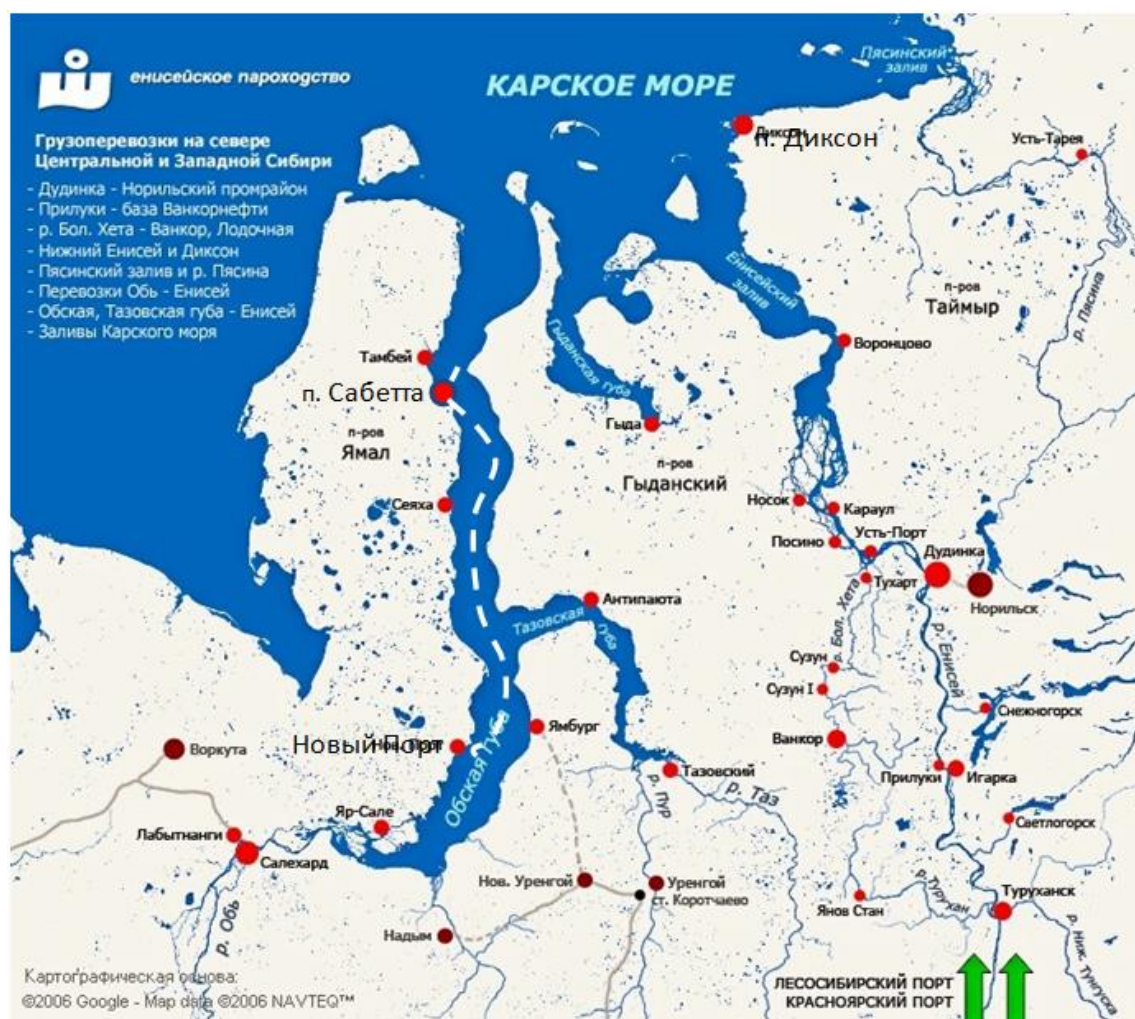 енисейское пароходство
Грузоперевозки на севере
Центральной и Западной Сибири
- Дудинка - Норильский промрайон
- Прилуки - база Ванкорнефти
- р. Бол. Хета - Ванкор, Лодочная
- Нижний Енисей и Диксон
- Пясинский залив и р. Пясина
- Перевозки Обь - Енисей
- Обская, Тазовская губа - Енисей
- Заливы Карского моря
КАРСКОЕ МОРЕ
Пясинский
залив
п. Диксон
Усть-Тарея
р. Пясина
Енисейский
залив
п-ров
Таймыр
Гыданская губа
Воронцово
Тамбей
п. Сабетта
п-ров
Ямал
Гыда
п-ров
Гыданский
Сеяха
Носок
Караул
Посино
Усть-Порт
Дудинка
Тухарт
Норильск
Антипаюта
Тазовская
губа
р. Бол. Хета
р. Енисей
Сузун
Сузун I
Снежногорск
Ванкор
Новый Порт
Ямбург
Обская губа
Воркута
Прилуки
Игарка
Тазовский
р. Таз
р. Пур
Яр-Сале
Лабытнанги
Салехард
Светлогорск
Нов. Уренгой
Уренгой
ст. Коротчаево
р. Турухан
Туруханск
Янов Стан
Надым
р. Обь
р. Ниж. Тунгуска
Картографическая основа:
©2006 Google - Map data ©2006 NAVTEQ™
ЛЕСОСИБИРСКИЙ ПОРТ
КРАСНОЯРСКИЙ ПОРТ